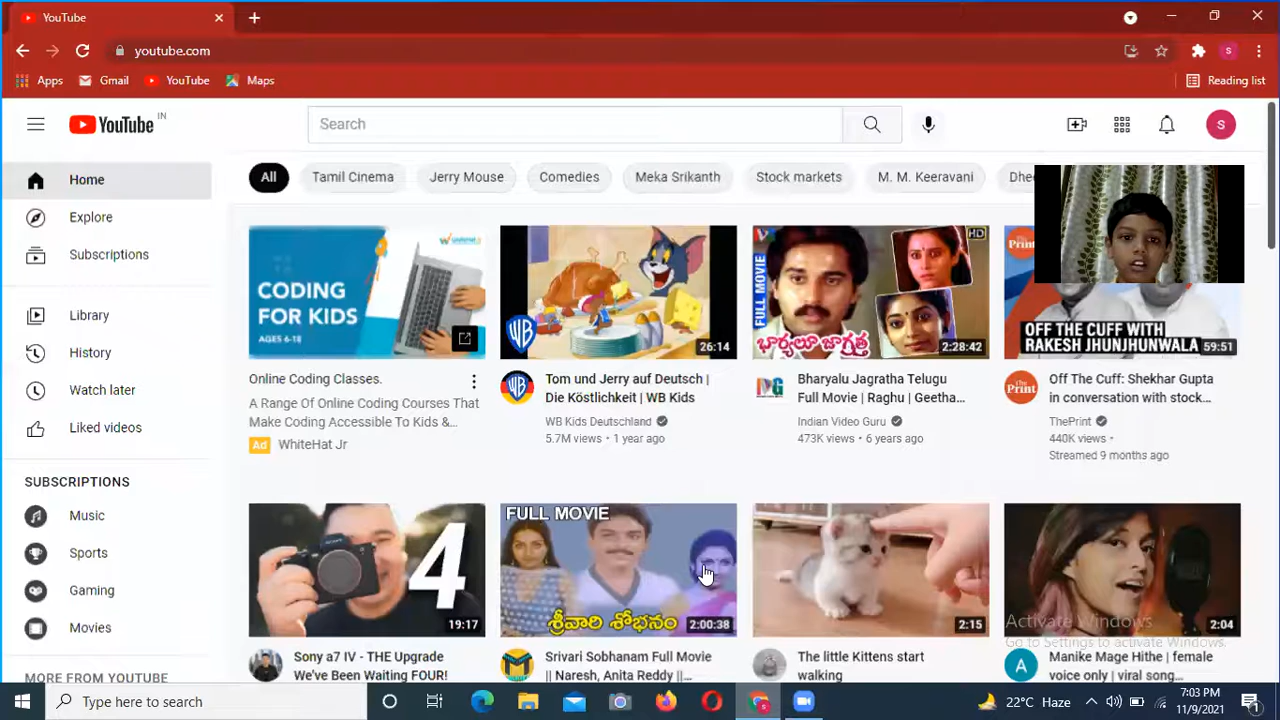 YouTube
youtube.com
Apps
Gmail
YouTube
Maps
Reading list
YouTube IN
Search
S
Home
Explore
Subscriptions
Library
History
Watch later
Liked videos
SUBSCRIPTIONS
Music
Sports
Gaming
Movies
MORE FROM YOUTUBE
All
Tamil Cinema
Jerry Mouse
Comedies
Meka Srikanth
Stock markets
M. M. Keeravani
Dhee
CODING
FOR KIDS
AGES 6-18
Online Coding Classes.
A Range Of Online Coding Courses That
Make Coding Accessible To Kids &...
Ad WhiteHat Jr
WB
26:14
Tom und Jerry auf Deutsch |
Die Köstlichkeit | WB Kids
WB Kids Deutschland
5.7M views • 1 year ago
FULL MOVIE
HD
భార్యలూ జాగ్రత్త
2:28:42
Bharyalu Jagratha Telugu
Full Movie | Raghu | Geetha...
Indian Video Guru
473K views • 6 years ago
ThePrint
OFF THE CUFF WITH
RAKESH JHUNJHUNWALA
59:51
Off The Cuff: Shekhar Gupta
in conversation with stock...
ThePrint
440K views •
Streamed 9 months ago
4
19:17
Sony a7 IV - THE Upgrade
We've Been Waiting FOUR!
FULL MOVIE
శ్రీవారి శోభనం
2:00:38
Srivari Sobhanam Full Movie
|| Naresh, Anita Reddy ||...
2:15
The little Kittens start
walking
2:04
A
Manike Mage Hithe | female
voice only | viral song...
Activate Windows
Go to Settings to activate Windows.
Type here to search
22°C Haze
7:03 PM
11/9/2021